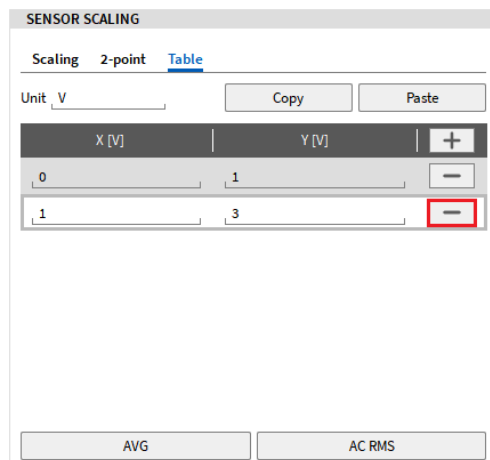 SENSOR SCALING
Scaling 2-point Table
Unit V Copy Paste
X [V] Y [V] +
0 1 −
1 3 −
AVG AC RMS